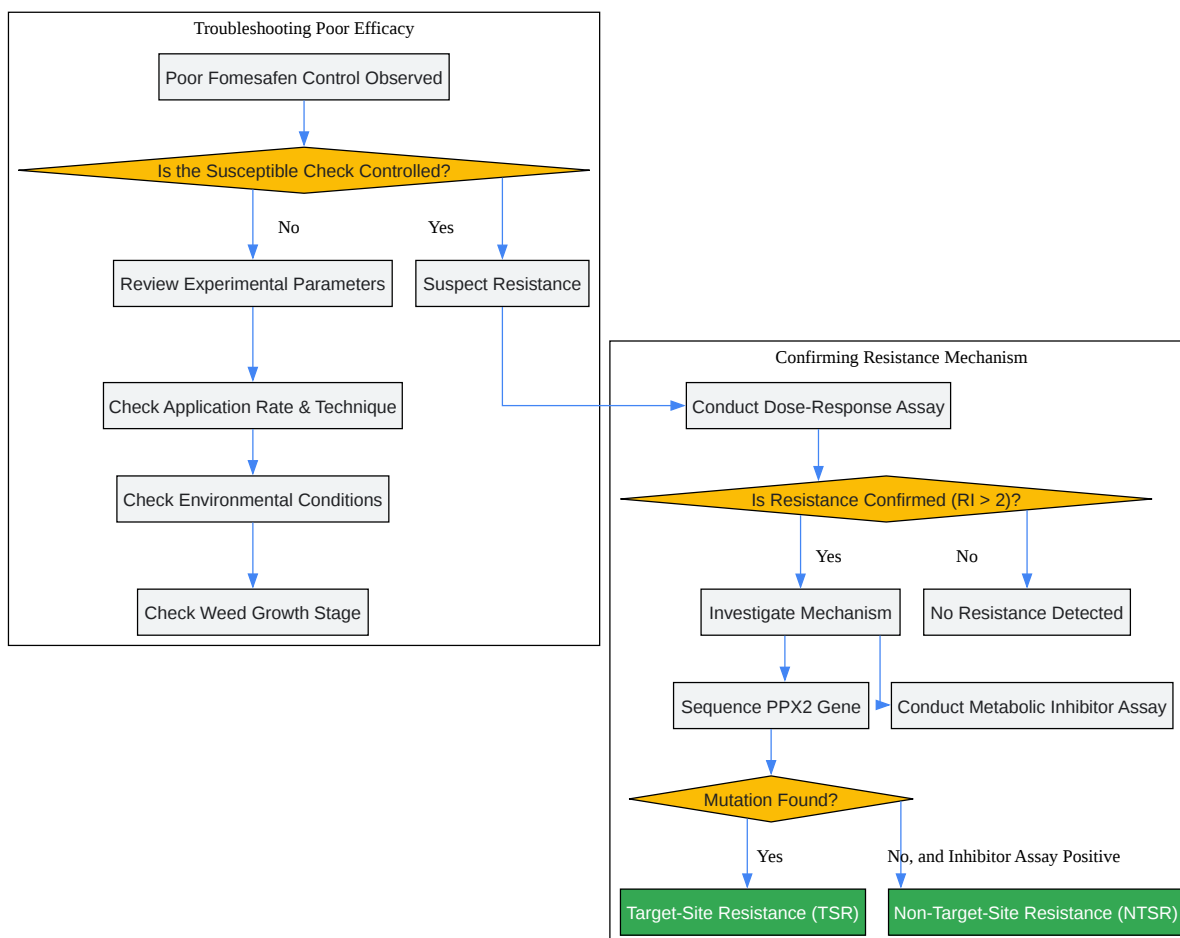 Troubleshooting Poor Efficacy
Poor Fomesafen Control Observed
Is the Susceptible Check Controlled?
No
Yes
Review Experimental Parameters
Suspect Resistance
Check Application Rate & Technique
Check Environmental Conditions
Check Weed Growth Stage
Confirming Resistance Mechanism
Conduct Dose-Response Assay
Is Resistance Confirmed (RI > 2)?
Yes
No
Investigate Mechanism
No Resistance Detected
Sequence PPX2 Gene
Conduct Metabolic Inhibitor Assay
Mutation Found?
Yes
No, and Inhibitor Assay Positive
Target-Site Resistance (TSR)
Non-Target-Site Resistance (NTSR)